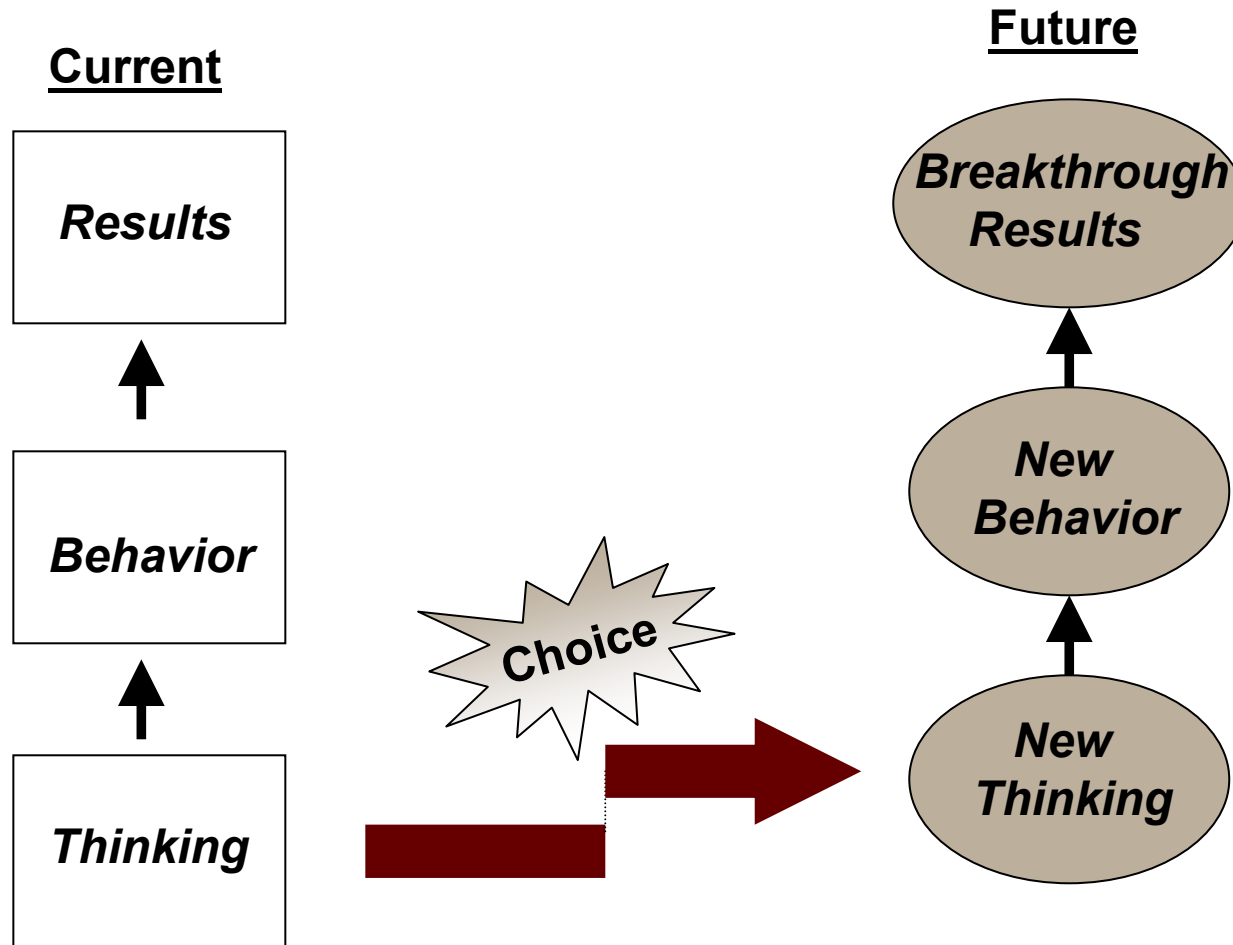 Current
Results
Behavior
Thinking
Choice
Future
Breakthrough
Results
New
Behavior
New
Thinking